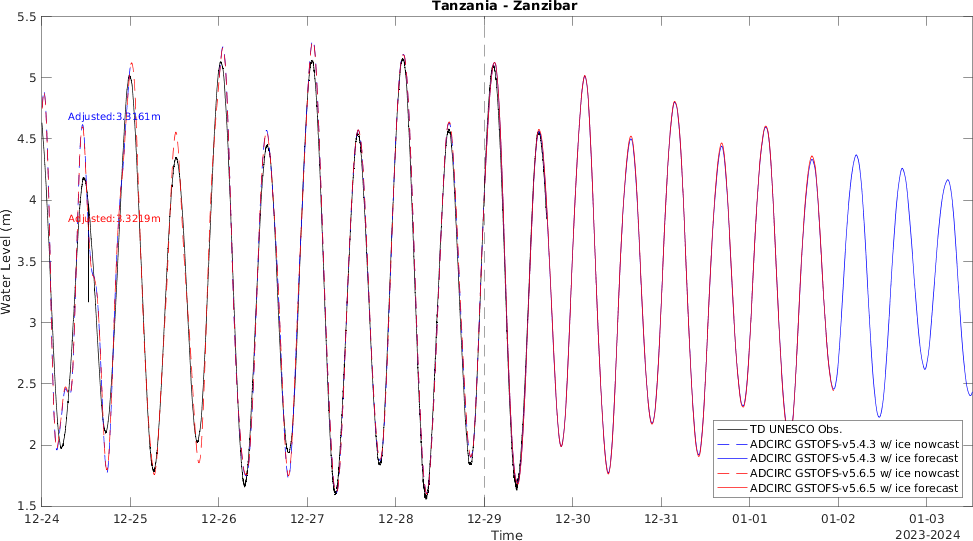 Tanzania - Zanzibar
5.5
5
4.5
4
3.5
3
2.5
2
1.5
Water Level (m)
Adjusted:3.3161m
Adjusted:3.3219m
TD UNESCO Obs.
ADCIRC GSTOFS-v5.4.3 w/ ice nowcast
ADCIRC GSTOFS-v5.4.3 w/ ice forecast
ADCIRC GSTOFS-v5.6.5 w/ ice nowcast
ADCIRC GSTOFS-v5.6.5 w/ ice forecast
12-24 12-25 12-26 12-27 12-28 12-29 12-30 12-31 01-01 01-02 01-03
Time
2023-2024